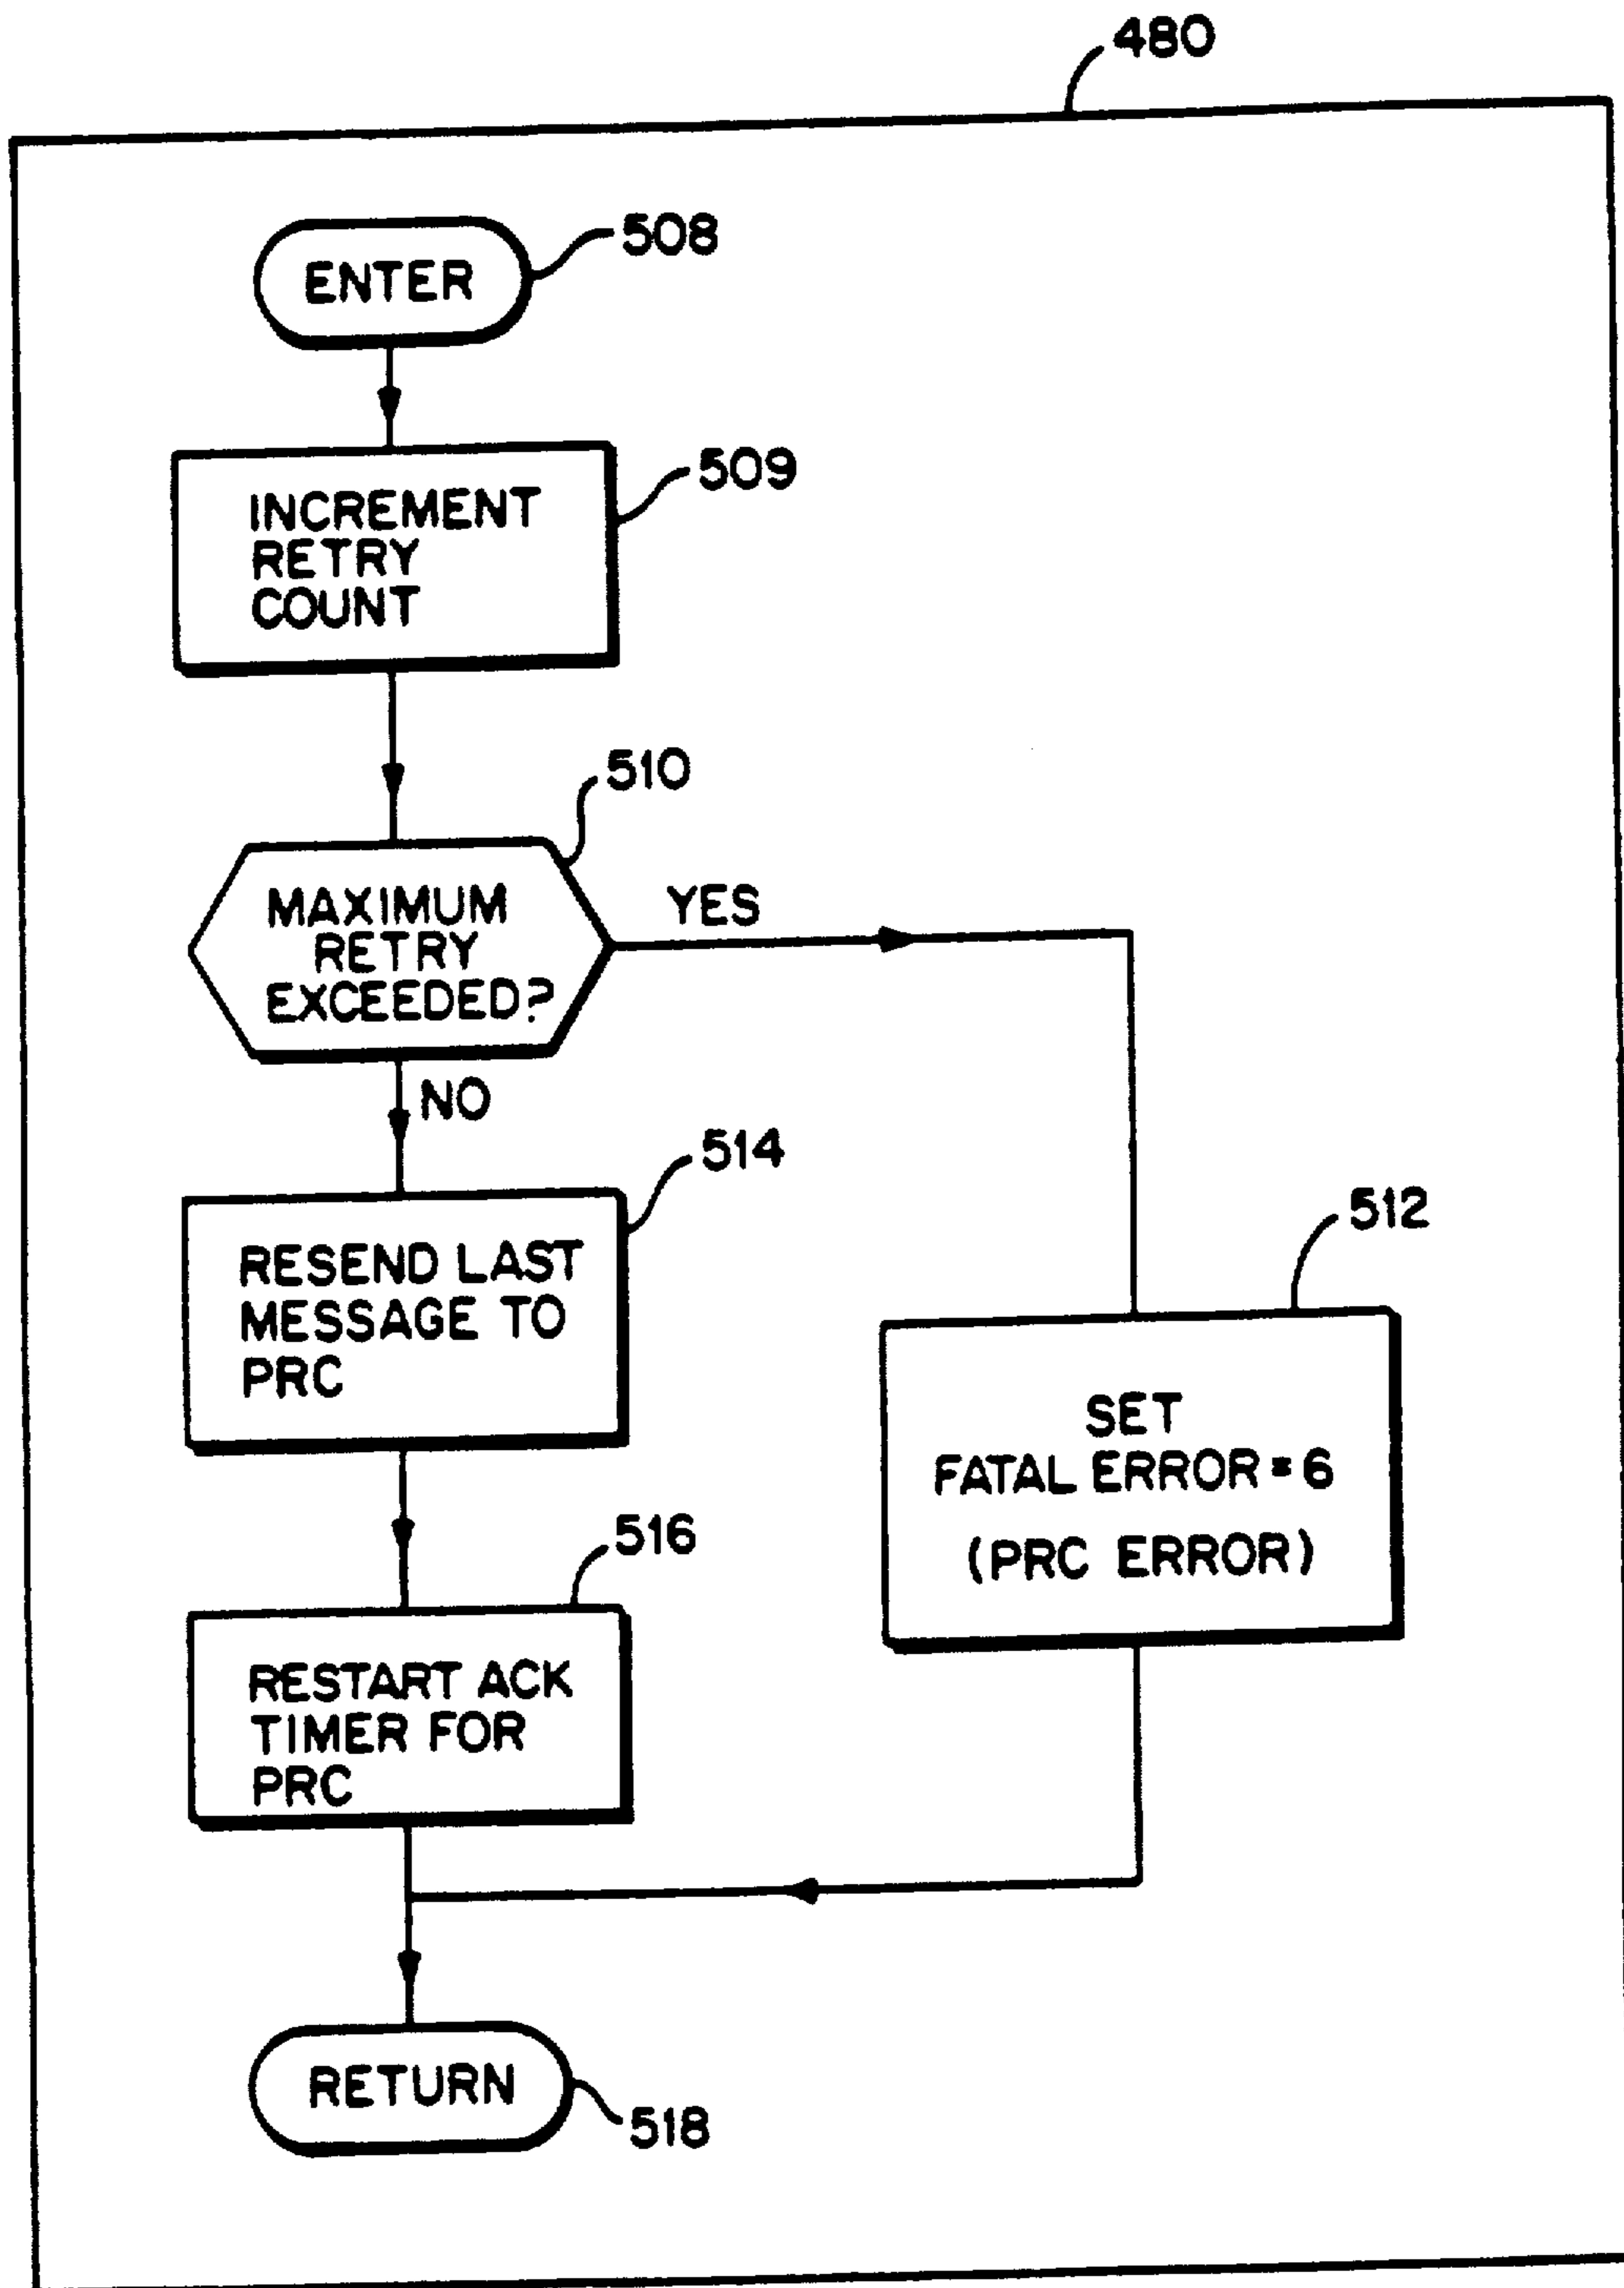 480
508
ENTER
509
INCREMENT
RETRY
COUNT
510
MAXIMUM
RETRY
EXCEEDED?
YES
NO
514
RESEND LAST
MESSAGE TO
PRC
512
SET
FATAL ERROR = 6
(PRC ERROR)
516
RESTART ACK
TIMER FOR
PRC
RETURN
518